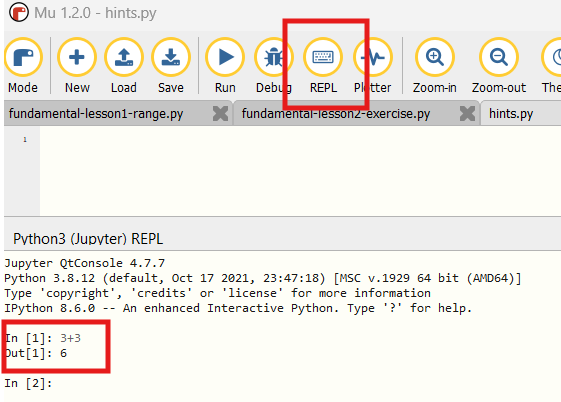 Mu 1.2.0 - hints.py
Mode New Load Save Run Debug REPL Plotter Zoom-in Zoom-out The
fundamental-lesson1-range.py fundamental-lesson2-exercise.py hints.py
1
Python3 (Jupyter) REPL
Jupyter QtConsole 4.7.7
Python 3.8.12 (default, Oct 17 2021, 23:47:18) [MSC v.1929 64 bit (AMD64)]
Type 'copyright', 'credits' or 'license' for more information
IPython 8.6.0 -- An enhanced Interactive Python. Type '?' for help.
In [1]: 3+3
Out[1]: 6
In [2]: